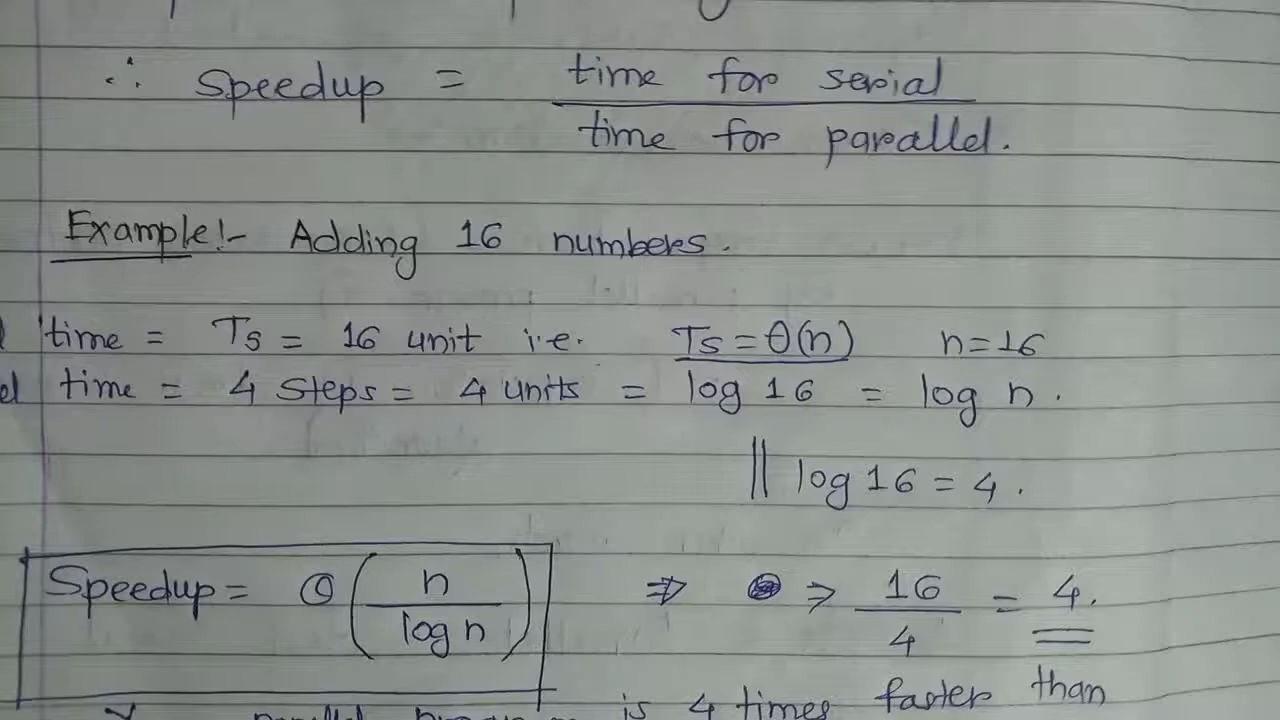 ∴ Speedup = time for serial
time for parallel.
Example:- Adding 16 numbers.
time = Ts = 16 unit i.e. Ts = θ(n) n=16
time = 4 Steps = 4 units = log 16 = log n.
|| log 16 = 4.
Speedup = Θ(n / log n) ⇒ ⇒ 16/4 = 4.
is 4 times faster than